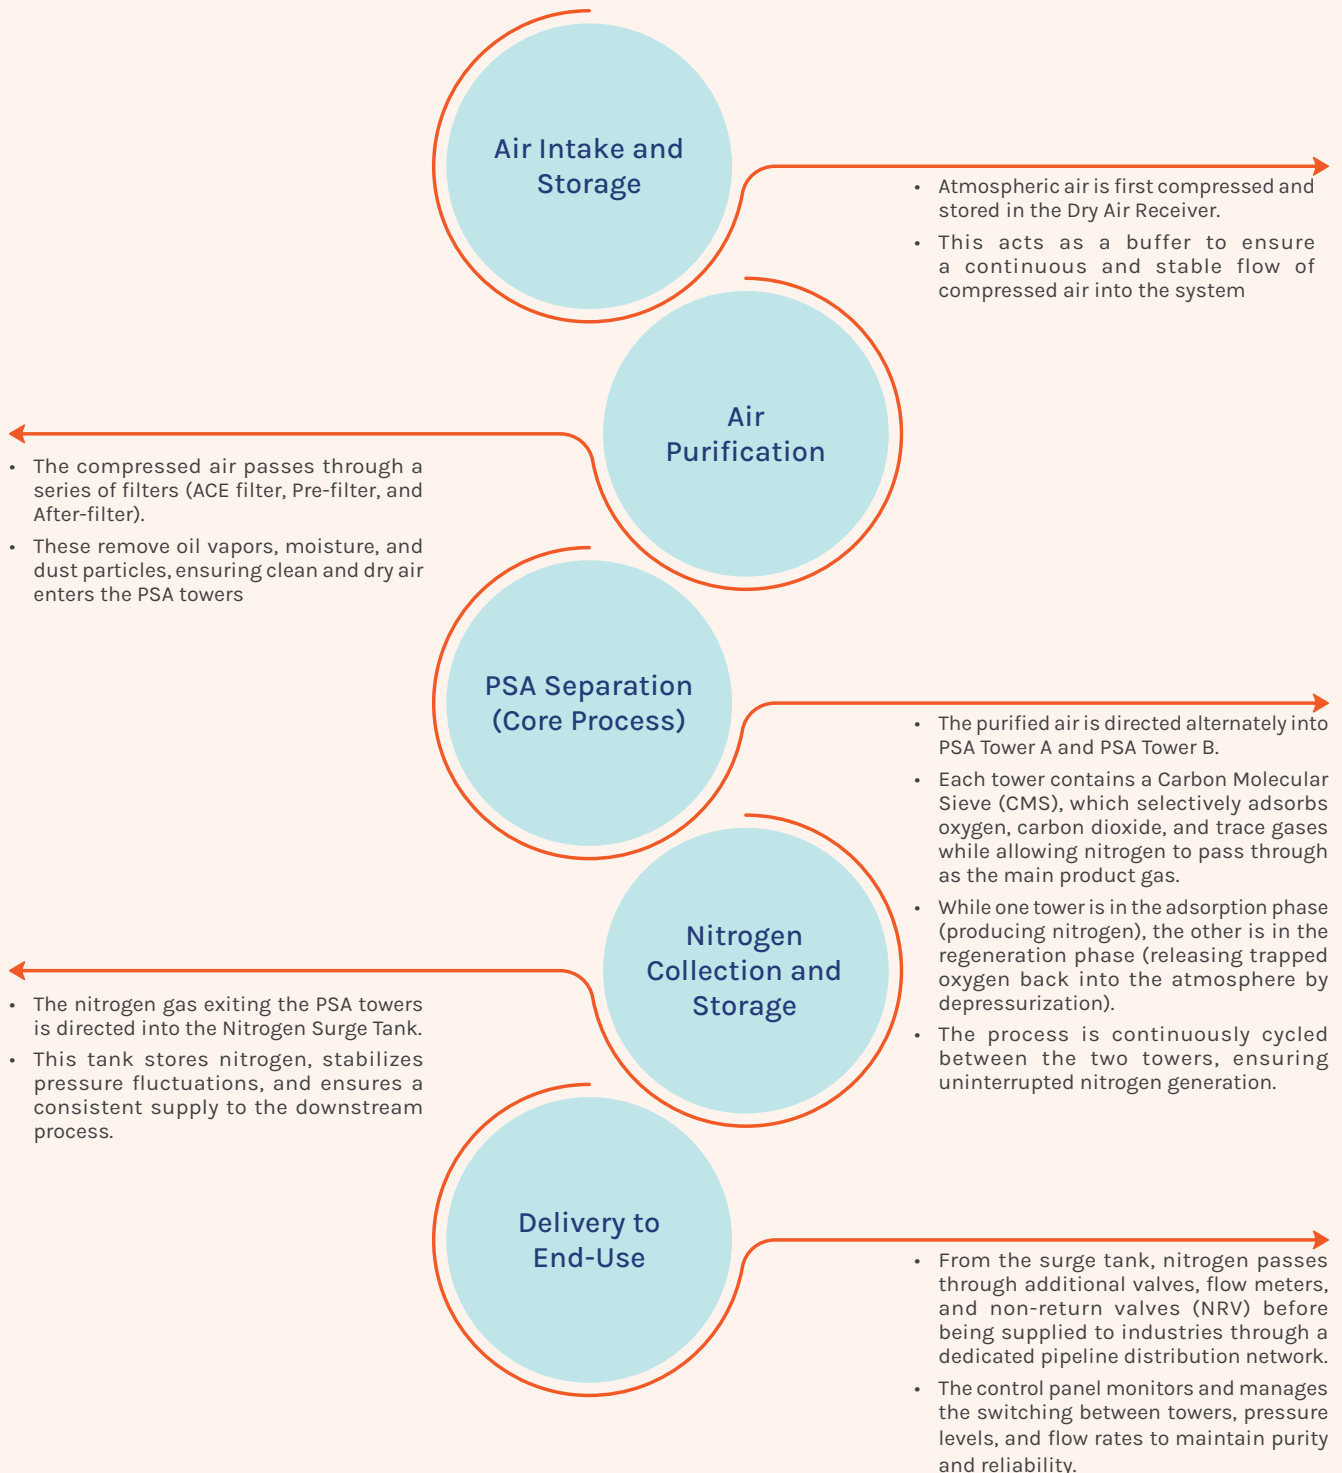 Air Intake and
Storage
• Atmospheric air is first compressed and
stored in the Dry Air Receiver.
• This acts as a buffer to ensure
a continuous and stable flow of
compressed air into the system
Air
Purification
• The compressed air passes through a
series of filters (ACE filter, Pre-filter, and
After-filter).
• These remove oil vapors, moisture, and
dust particles, ensuring clean and dry air
enters the PSA towers
PSA Separation
(Core Process)
• The purified air is directed alternately into
PSA Tower A and PSA Tower B.
• Each tower contains a Carbon Molecular
Sieve (CMS), which selectively adsorbs
oxygen, carbon dioxide, and trace gases
while allowing nitrogen to pass through
as the main product gas.
• While one tower is in the adsorption phase
(producing nitrogen), the other is in the
regeneration phase (releasing trapped
oxygen back into the atmosphere by
depressurization).
• The process is continuously cycled
between the two towers, ensuring
uninterrupted nitrogen generation.
Nitrogen
Collection and
Storage
• The nitrogen gas exiting the PSA towers
is directed into the Nitrogen Surge Tank.
• This tank stores nitrogen, stabilizes
pressure fluctuations, and ensures a
consistent supply to the downstream
process.
Delivery to
End-Use
• From the surge tank, nitrogen passes
through additional valves, flow meters,
and non-return valves (NRV) before
being supplied to industries through a
dedicated pipeline distribution network.
• The control panel monitors and manages
the switching between towers, pressure
levels, and flow rates to maintain purity
and reliability.